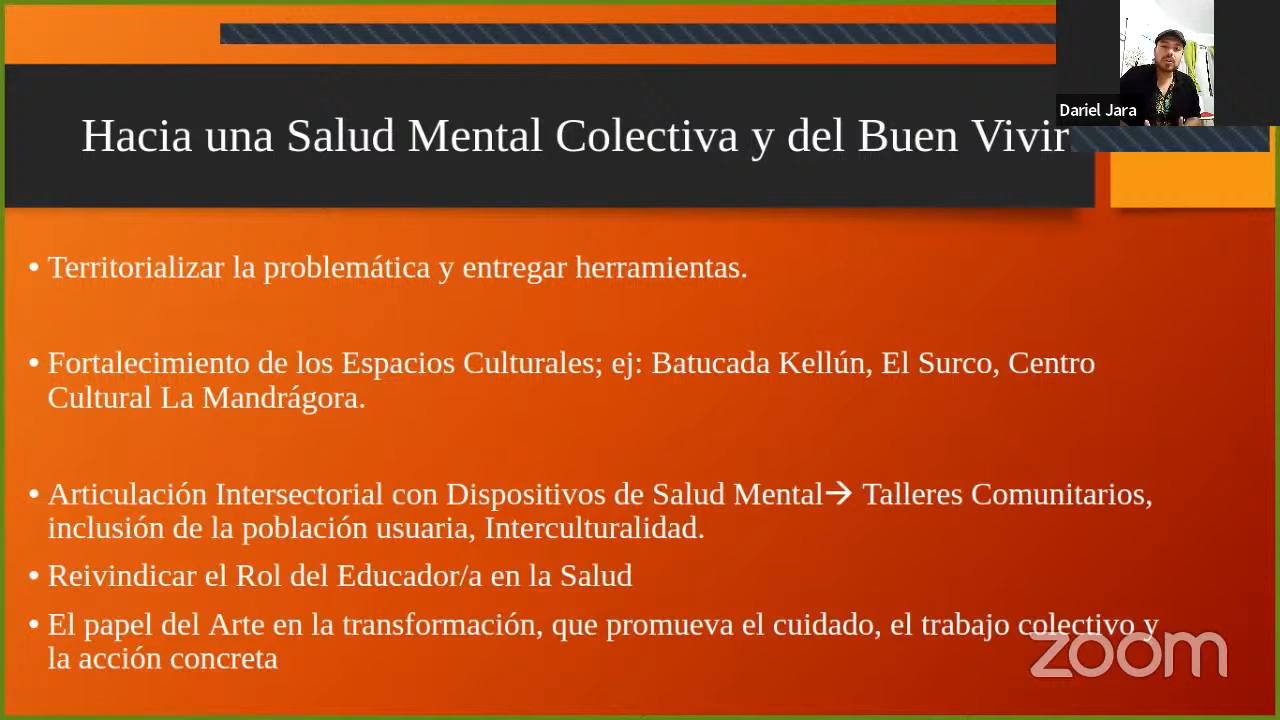 Hacia una Salud Mental Colectiva y del Buen Vivir
Dariel Jara
• Territorializar la problemática y entregar herramientas.
• Fortalecimiento de los Espacios Culturales; ej: Batucada Kellún, El Surco, Centro
Cultural La Mandrágora.
• Articulación Intersectorial con Dispositivos de Salud Mental→ Talleres Comunitarios,
inclusión de la población usuaria, Interculturalidad.
• Reivindicar el Rol del Educador/a en la Salud
• El papel del Arte en la transformación, que promueva el cuidado, el trabajo colectivo y
la acción concreta
zoom